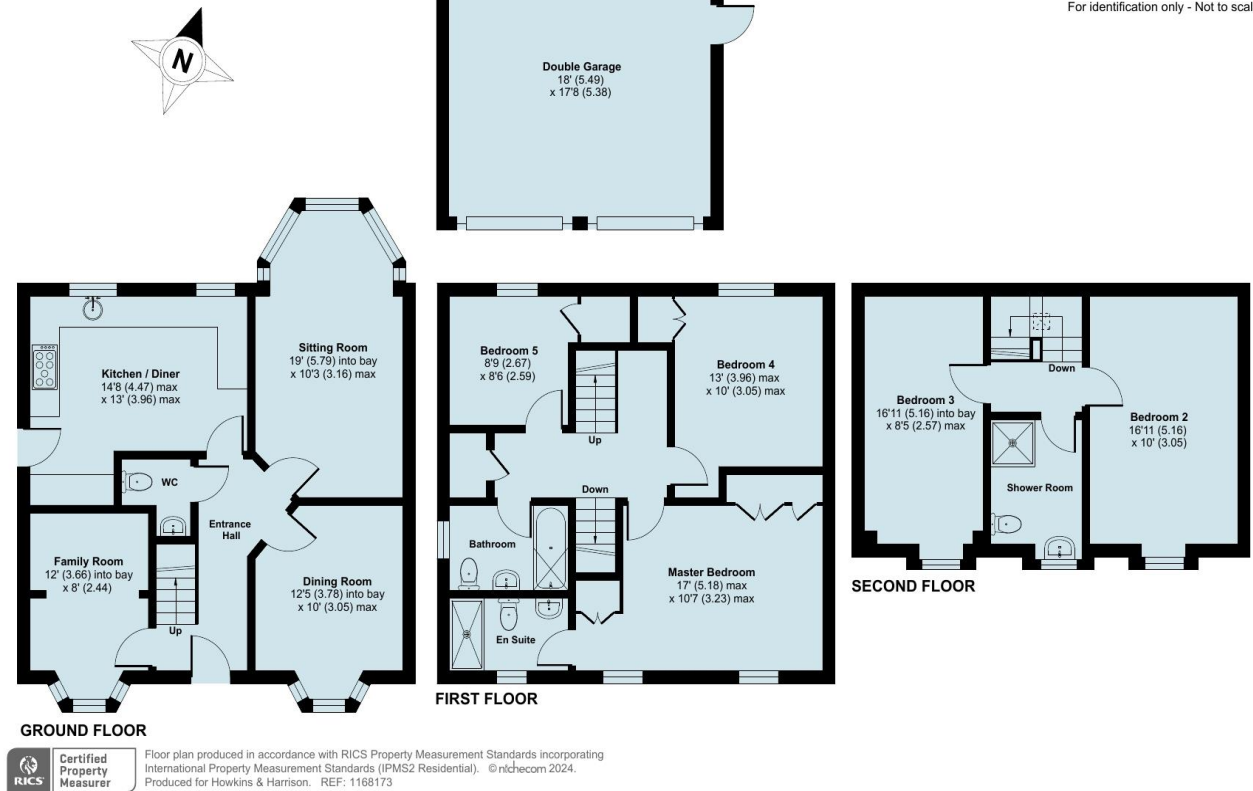 For identification only - Not to scal
N
Double Garage
18' (5.49)
x 17'8 (5.38)
Kitchen / Diner
14'8 (4.47) max
x 13' (3.96) max
Sitting Room
19' (5.79) into bay
x 10'3 (3.16) max
WC
Entrance
Hall
Family Room
12' (3.66) into bay
x 8' (2.44)
Up
Dining Room
12'5 (3.78) into bay
x 10' (3.05) max
GROUND FLOOR
Bedroom 5
8'9 (2.67)
x 8'6 (2.59)
Bedroom 4
13' (3.96) max
x 10' (3.05) max
Up
Down
Bathroom
En Suite
Master Bedroom
17' (5.18) max
x 10'7 (3.23) max
FIRST FLOOR
Bedroom 3
16'11 (5.16) into bay
x 8'5 (2.57) max
Down
Bedroom 2
16'11 (5.16)
x 10' (3.05)
Shower Room
SECOND FLOOR
RICS
Certified
Property
Measurer
Floor plan produced in accordance with RICS Property Measurement Standards incorporating
International Property Measurement Standards (IPMS2 Residential). © nichecom 2024.
Produced for Howkins & Harrison. REF: 1168173